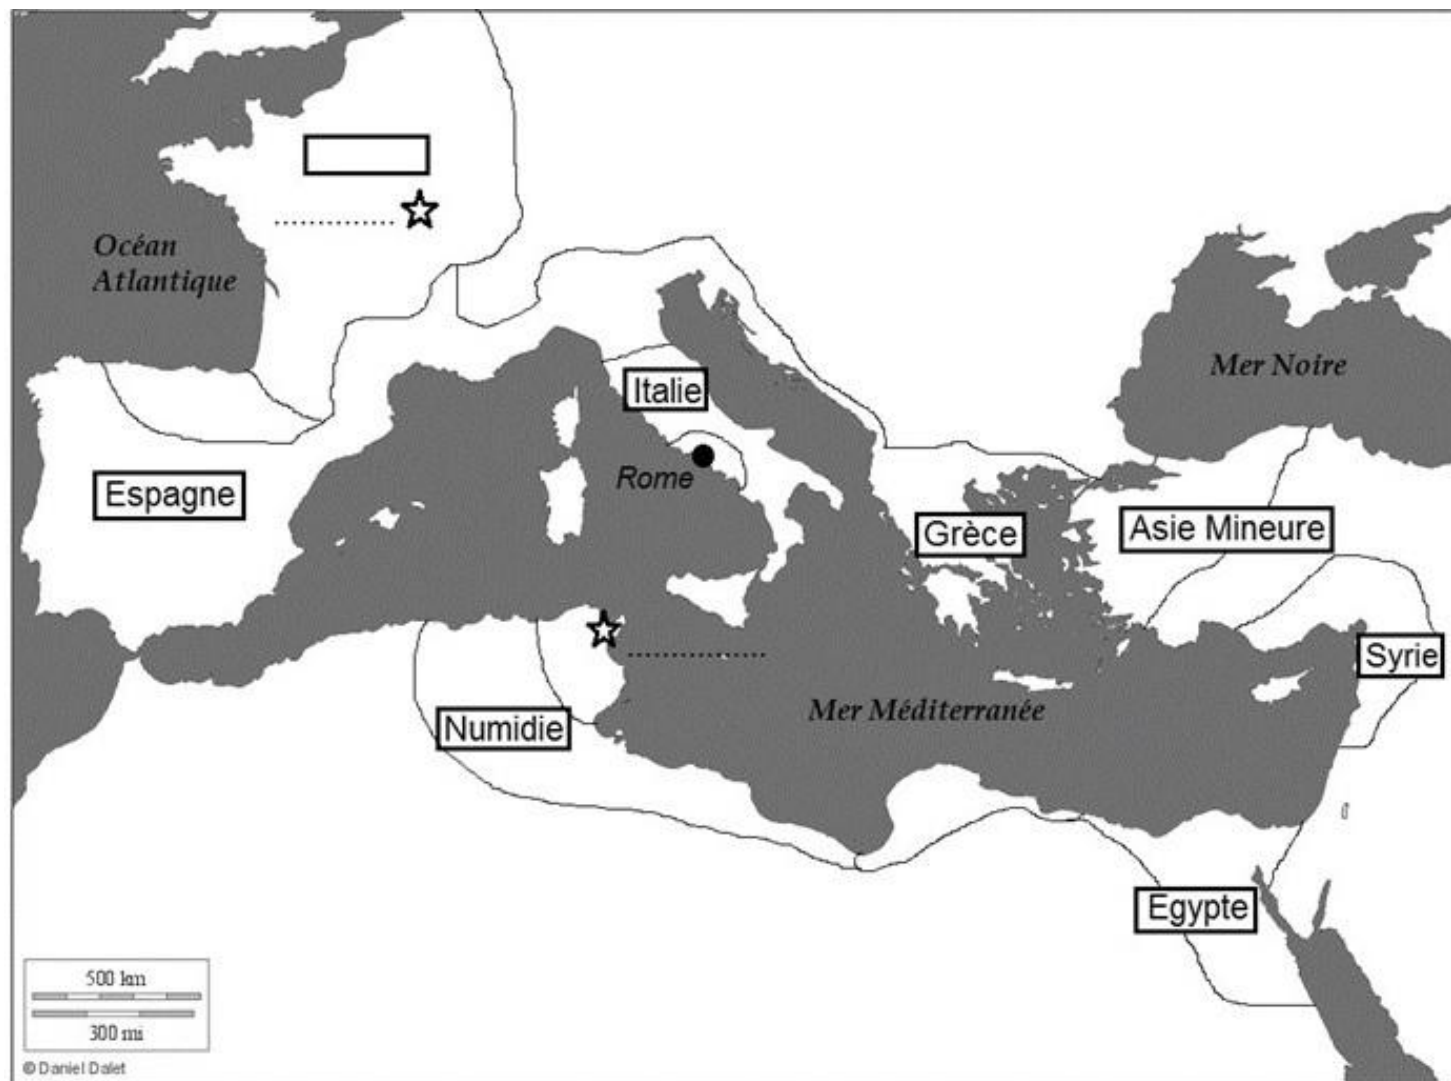 Océan
Atlantique
Mer Noire
Italie
Rome
Espagne
Grèce
Asie Mineure
Syrie
Numidie
Mer Méditerranée
Egypte
500 km
300 mi
© Daniel Dalet